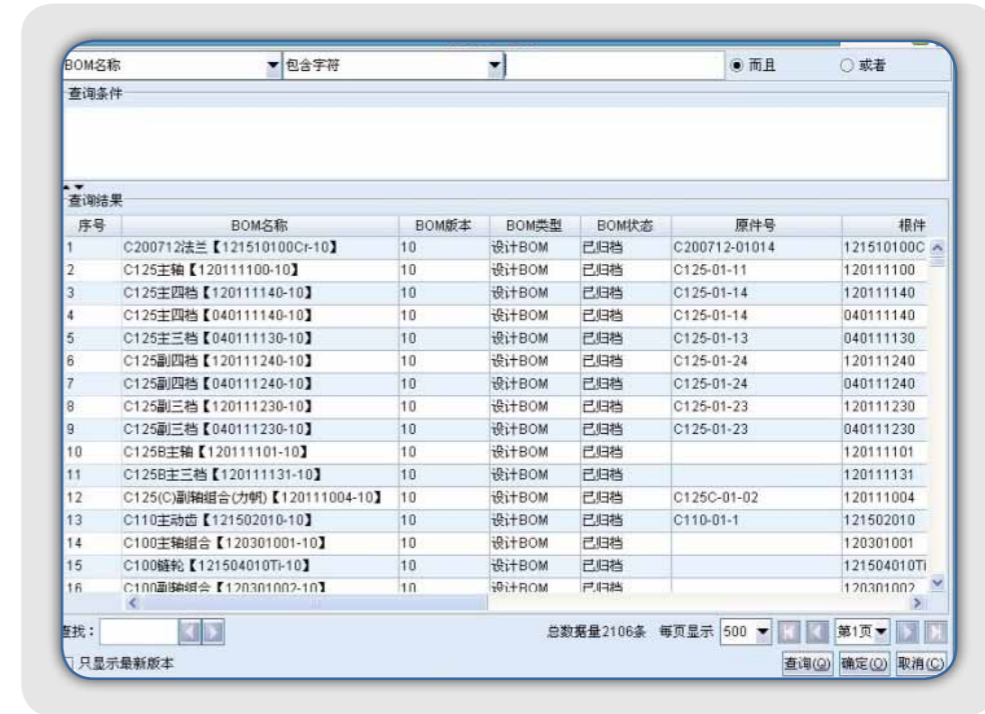 BOM名称 包含字符 而且 或者
查询条件
查询结果
序号 BOM名称 BOM版本 BOM类型 BOM状态 原件号 根件
1 C200712法兰【121510100Cr-10】 10 设计BOM 已归档 C200712-01014 121510100C
2 C125主轴【120111100-10】 10 设计BOM 已归档 C125-01-11 120111100
3 C125主四档【120111140-10】 10 设计BOM 已归档 C125-01-14 120111140
4 C125主四档【040111140-10】 10 设计BOM 已归档 C125-01-14 040111140
5 C125主三档【040111130-10】 10 设计BOM 已归档 C125-01-13 040111130
6 C125副四档【120111240-10】 10 设计BOM 已归档 C125-01-24 120111240
7 C125副四档【040111240-10】 10 设计BOM 已归档 C125-01-24 040111240
8 C125副三档【120111230-10】 10 设计BOM 已归档 C125-01-23 120111230
9 C125副三档【040111230-10】 10 设计BOM 已归档 C125-01-23 040111230
10 C125B主轴【120111101-10】 10 设计BOM 已归档 120111101
11 C125B主三档【120111131-10】 10 设计BOM 已归档 120111131
12 C125(C)副轴组合(力帆)【120111004-10】 10 设计BOM 已归档 C125C-01-02 120111004
13 C110主动齿【121502010-10】 10 设计BOM 已归档 C110-01-1 121502010
14 C100主轴组合【120301001-10】 10 设计BOM 已归档 120301001
15 C100链轮【121504010Ti-10】 10 设计BOM 已归档 121504010Ti
16 C100副轴组合【120301002-10】 10 设计BOM 已归档 120301002
查找： 总数据量2106条 每页显示 500 第1页
只显示最新版本 查询(Q) 确定(O) 取消(C)